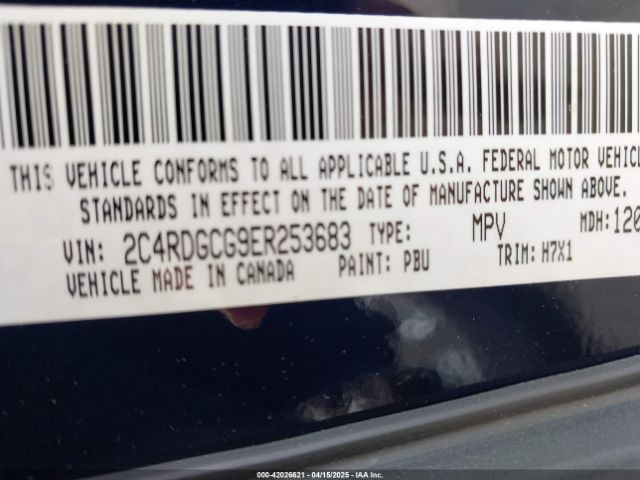 THIS VEHICLE CONFORMS TO ALL APPLICABLE U.S.A. FEDERAL MOTOR VEHICL
STANDARDS IN EFFECT ON THE DATE OF MANUFACTURE SHOWN ABOVE.
VIN: 2C4RDGCG9ER253683 TYPE: MPV MDH: 120
VEHICLE MADE IN CANADA PAINT: PBU TRIM: H7X1
000-42026621 - 04/15/2025 - IAA Inc.